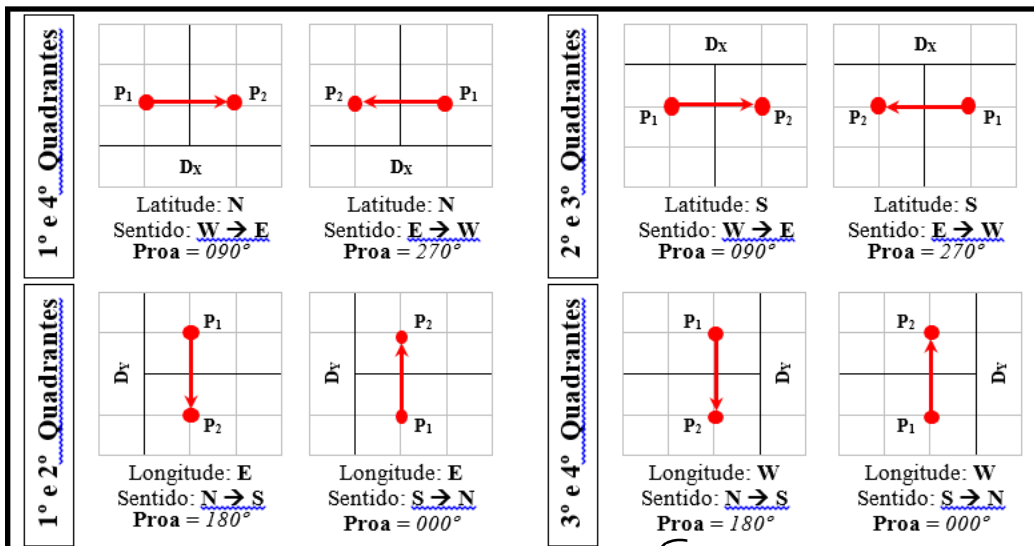 1º e 4º Quadrantes
P₁ P₂
Dx
Latitude: N
Sentido: W → E
Proa = 090°
P₂ P₁
Dx
Latitude: N
Sentido: E → W
Proa = 270°
2º e 3º Quadrantes
Dx
P₁ P₂
Latitude: S
Sentido: W → E
Proa = 090°
Dx
P₂ P₁
Latitude: S
Sentido: E → W
Proa = 270°
1º e 2º Quadrantes
P₁
DY
P₂
Longitude: E
Sentido: N → S
Proa = 180°
P₂
DY
P₁
Longitude: E
Sentido: S → N
Proa = 000°
3º e 4º Quadrantes
P₁
DY
P₂
Longitude: W
Sentido: N → S
Proa = 180°
P₂
DY
P₁
Longitude: W
Sentido: S → N
Proa = 000°